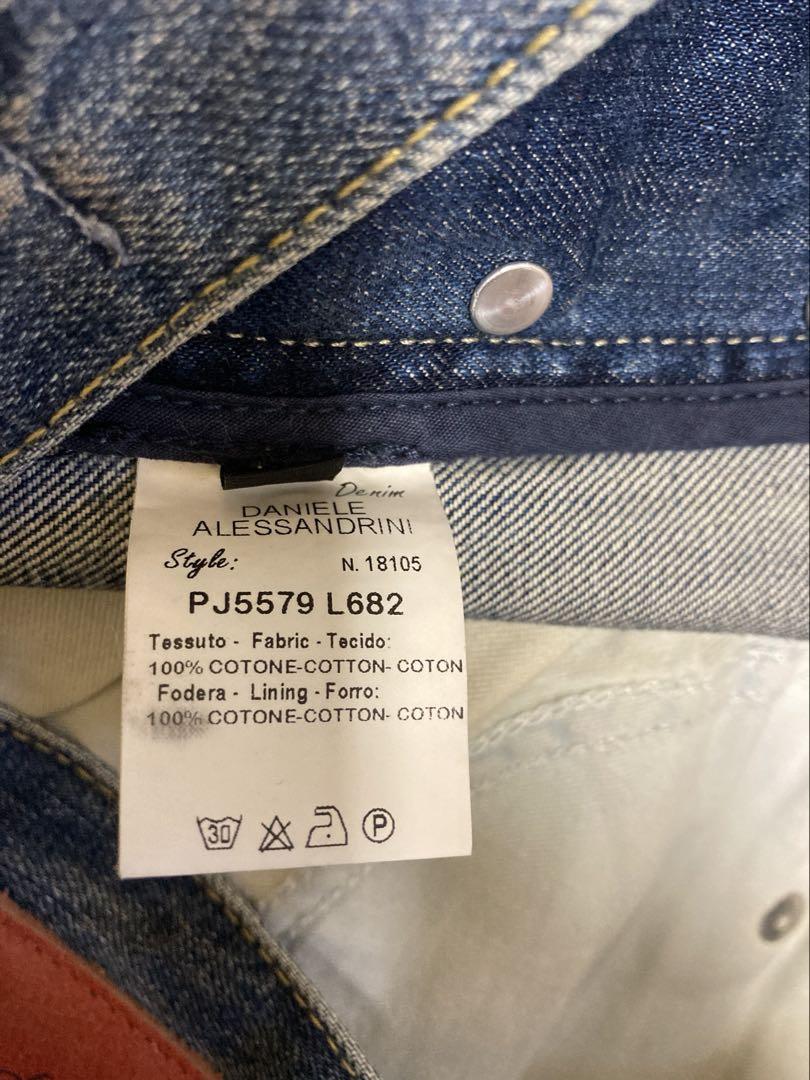 Denim
DANIELE
ALESSANDRINI
Style: N. 18105
PJ5579 L682
Tessuto - Fabric - Tecido:
100% COTONE-COTTON- COTON
Fodera - Lining - Forro:
100% COTONE-COTTON- COTON
30 P